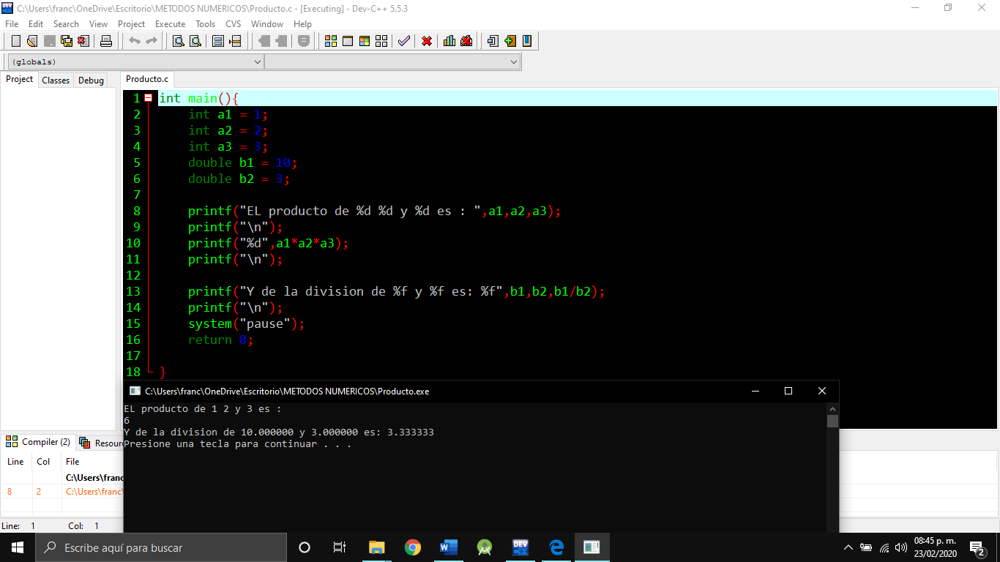 C:\Users\franc\OneDrive\Escritorio\METODOS NUMERICOS\Producto.c - [Executing] - Dev-C++ 5.5.3
File Edit Search View Project Execute Tools CVS Window Help
(globals)
Project Classes Debug
Producto.c
1 int main(){
2 int a1 = 1;
3 int a2 = 2;
4 int a3 = 3;
5 double b1 = 10;
6 double b2 = 3;
7
8 printf("EL producto de %d %d y %d es : ",a1,a2,a3);
9 printf("\n");
10 printf("%d",a1*a2*a3);
11 printf("\n");
12
13 printf("Y de la division de %f y %f es: %f",b1,b2,b1/b2);
14 printf("\n");
15 system("pause");
16 return 0;
17
18 }
C:\Users\franc\OneDrive\Escritorio\METODOS NUMERICOS\Producto.exe
EL producto de 1 2 y 3 es :
6
Y de la division de 10.000000 y 3.000000 es: 3.333333
Presione una tecla para continuar . . .
Compiler (2) Resour
Line Col File
C:\Users\franc
8 2 C:\Users\franc\
Line: 1 Col: 1
Escribe aquí para buscar
DEV C++
08:45 p. m.
23/02/2020
2